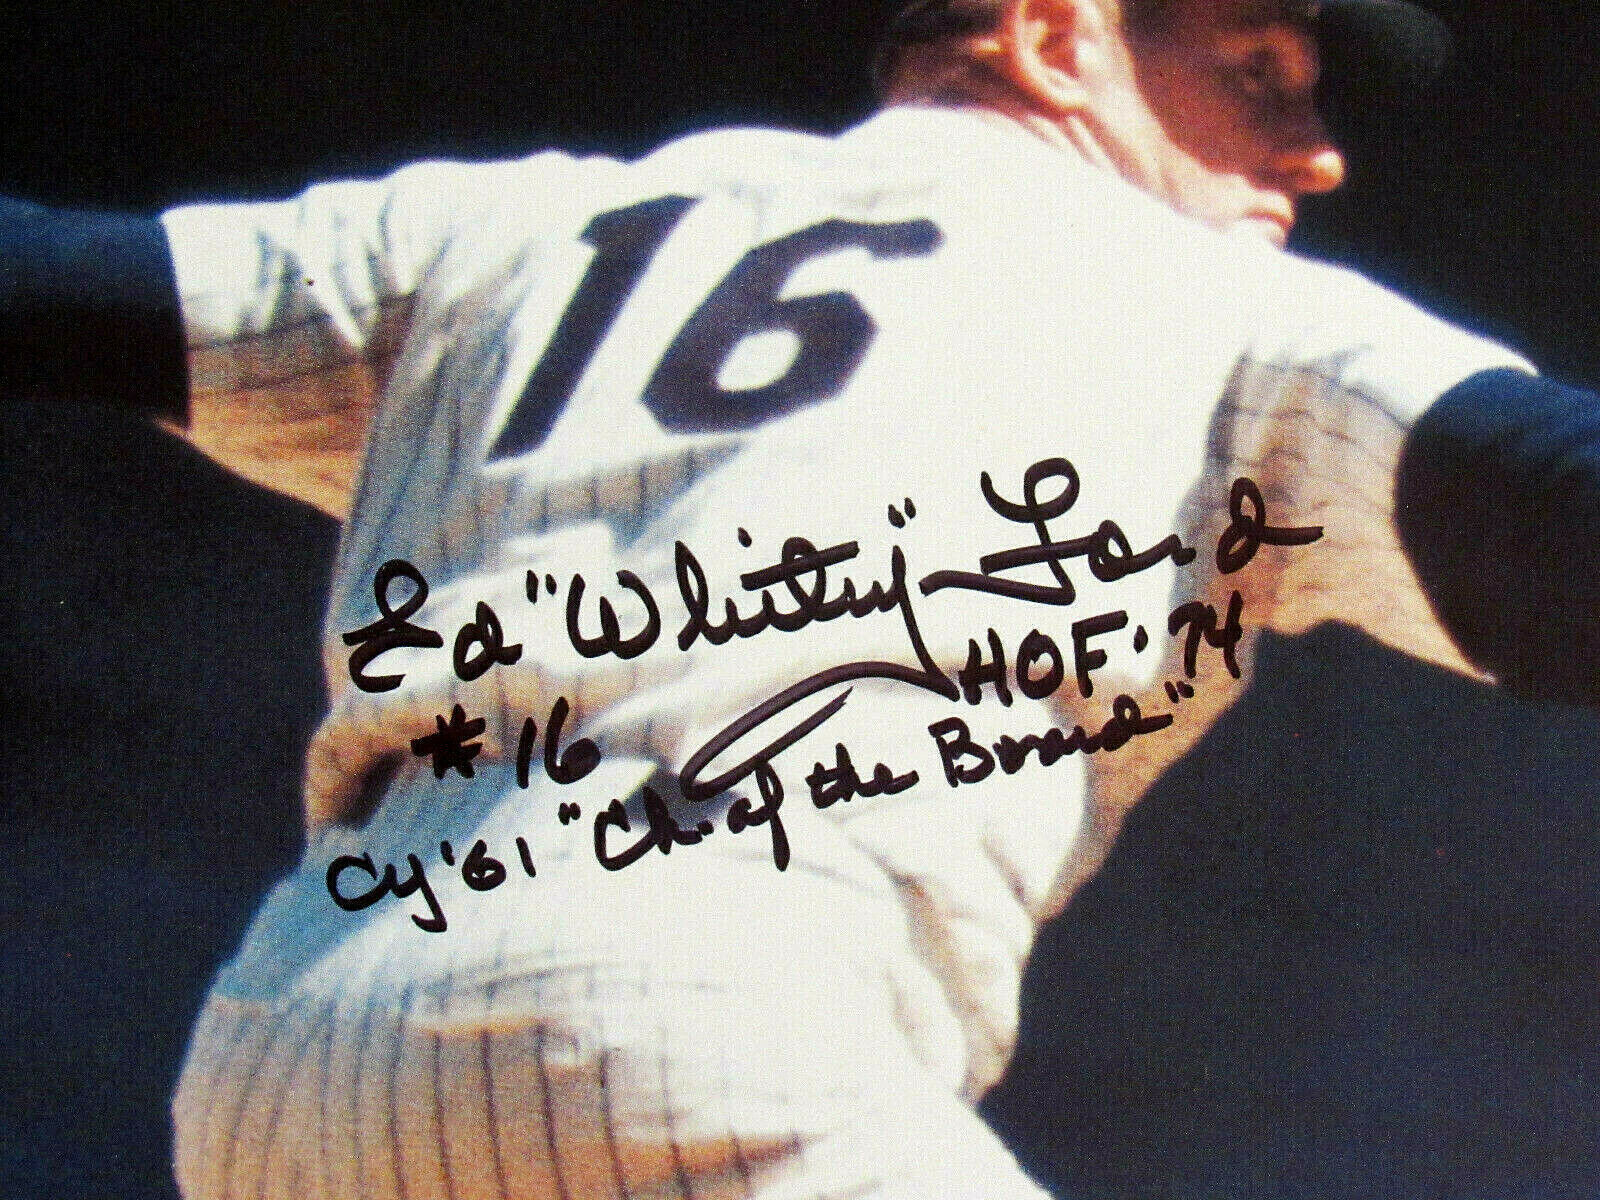 16
Ed "Whitey" Ford
#16 HOF '74
Cy '61 "Ch. of the Board"